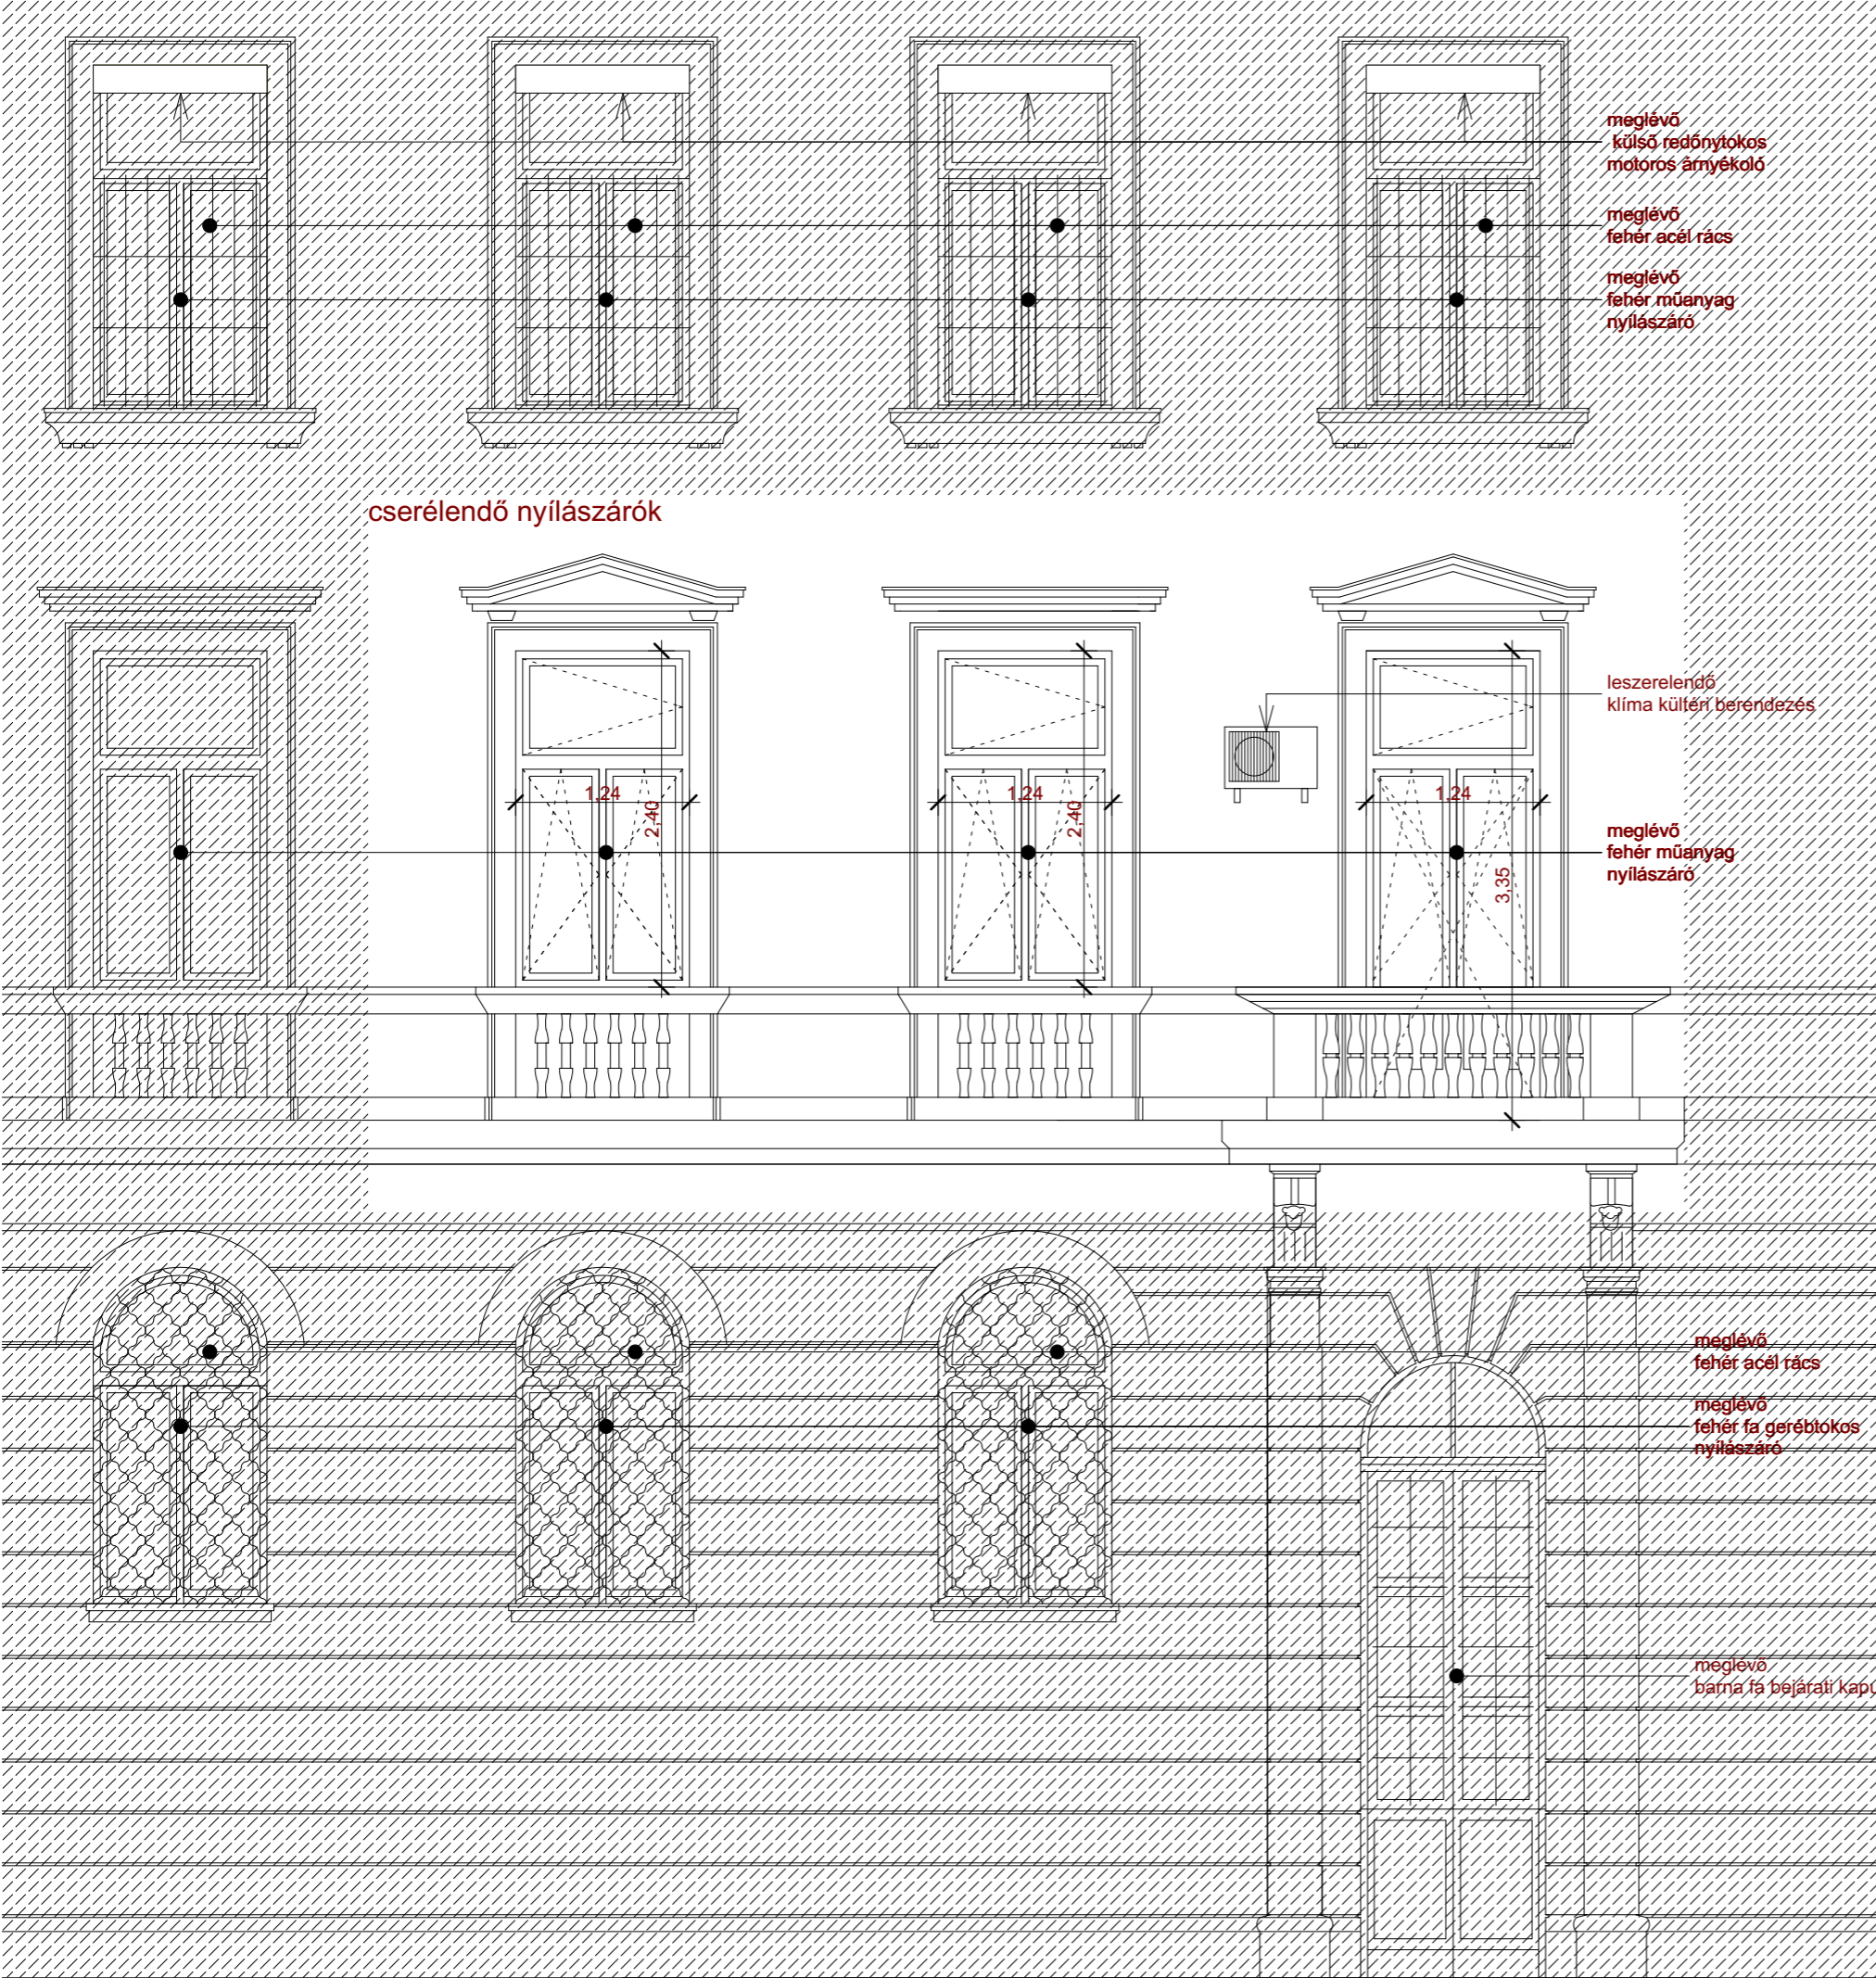 meglévő
külső redőnytokos
motoros árnyékoló
meglévő
fehér acél rács
meglévő
fehér műanyag
nyílászáró
cserélendő nyílászárók
leszerelendő
klíma kültéri berendezés
1,24
2,40
1,24
2,40
1,24
3,35
meglévő
fehér műanyag
nyílászáró
meglévő
fehér acél rács
meglévő
fehér fa gerébtokos
nyílászáró
meglévő
barna fa bejárati kapu